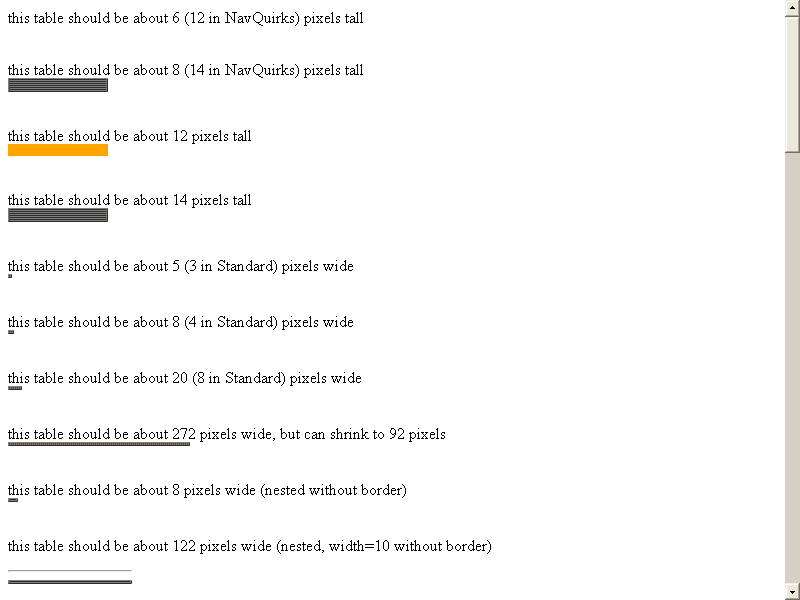 this table should be about 6 (12 in NavQuirks) pixels tall
this table should be about 8 (14 in NavQuirks) pixels tall
this table should be about 12 pixels tall
this table should be about 14 pixels tall
this table should be about 5 (3 in Standard) pixels wide
this table should be about 8 (4 in Standard) pixels wide
this table should be about 20 (8 in Standard) pixels wide
this table should be about 272 pixels wide, but can shrink to 92 pixels
this table should be about 8 pixels wide (nested without border)
this table should be about 122 pixels wide (nested, width=10 without border)